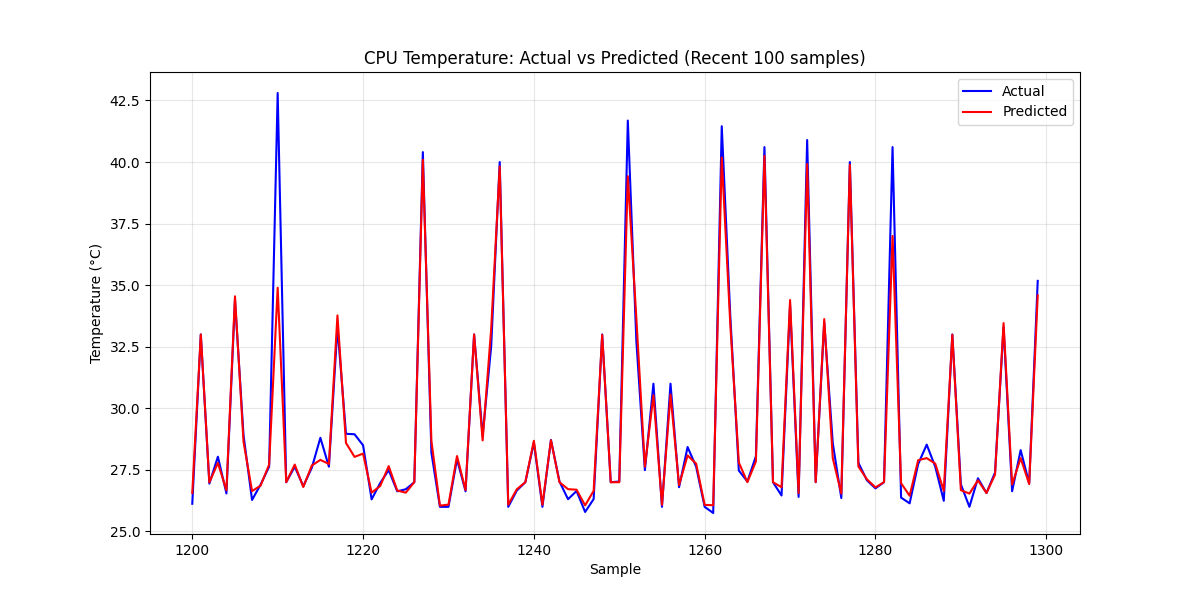 CPU Temperature: Actual vs Predicted (Recent 100 samples)
Actual
Predicted
42.5
40.0
37.5
35.0
32.5
30.0
27.5
25.0
Temperature (°C)
1200
1220
1240
1260
1280
1300
Sample